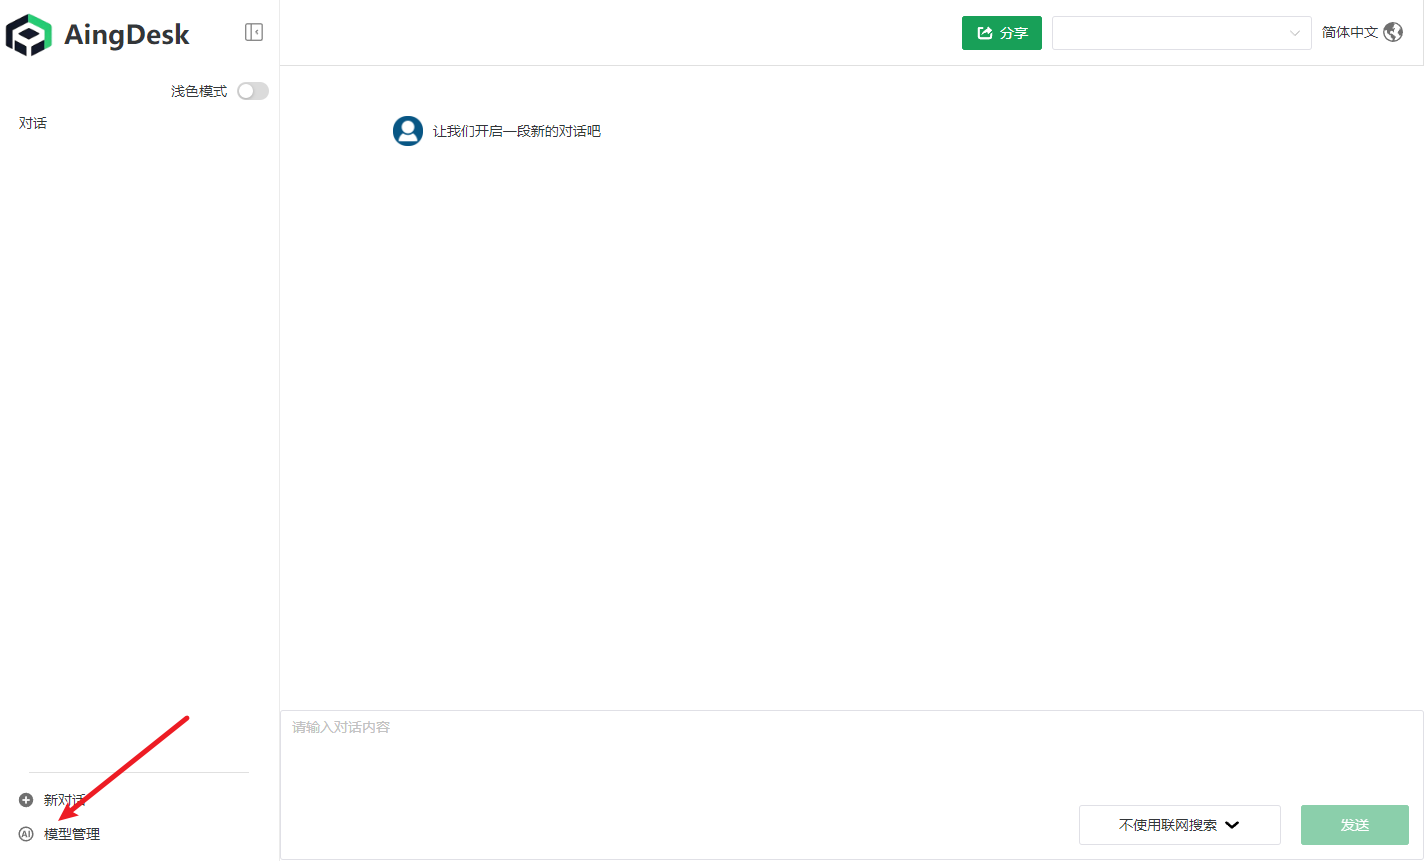 AingDesk
分享
简体中文
浅色模式
对话
让我们开启一段新的对话吧
请输入对话内容
新对话
AI 模型管理
不使用联网搜索
发送